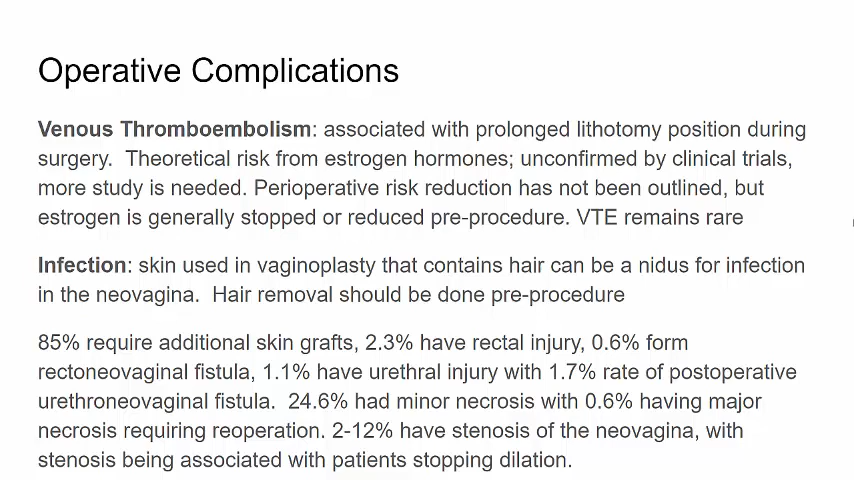 Operative Complications
Venous Thromboembolism: associated with prolonged lithotomy position during
surgery.  Theoretical risk from estrogen hormones; unconfirmed by clinical trials,
more study is needed. Perioperative risk reduction has not been outlined, but
estrogen is generally stopped or reduced pre-procedure. VTE remains rare
Infection: skin used in vaginoplasty that contains hair can be a nidus for infection
in the neovagina.  Hair removal should be done pre-procedure
85% require additional skin grafts, 2.3% have rectal injury, 0.6% form
rectoneovaginal fistula, 1.1% have urethral injury with 1.7% rate of postoperative
urethroneovaginal fistula.  24.6% had minor necrosis with 0.6% having major
necrosis requiring reoperation. 2-12% have stenosis of the neovagina, with
stenosis being associated with patients stopping dilation.